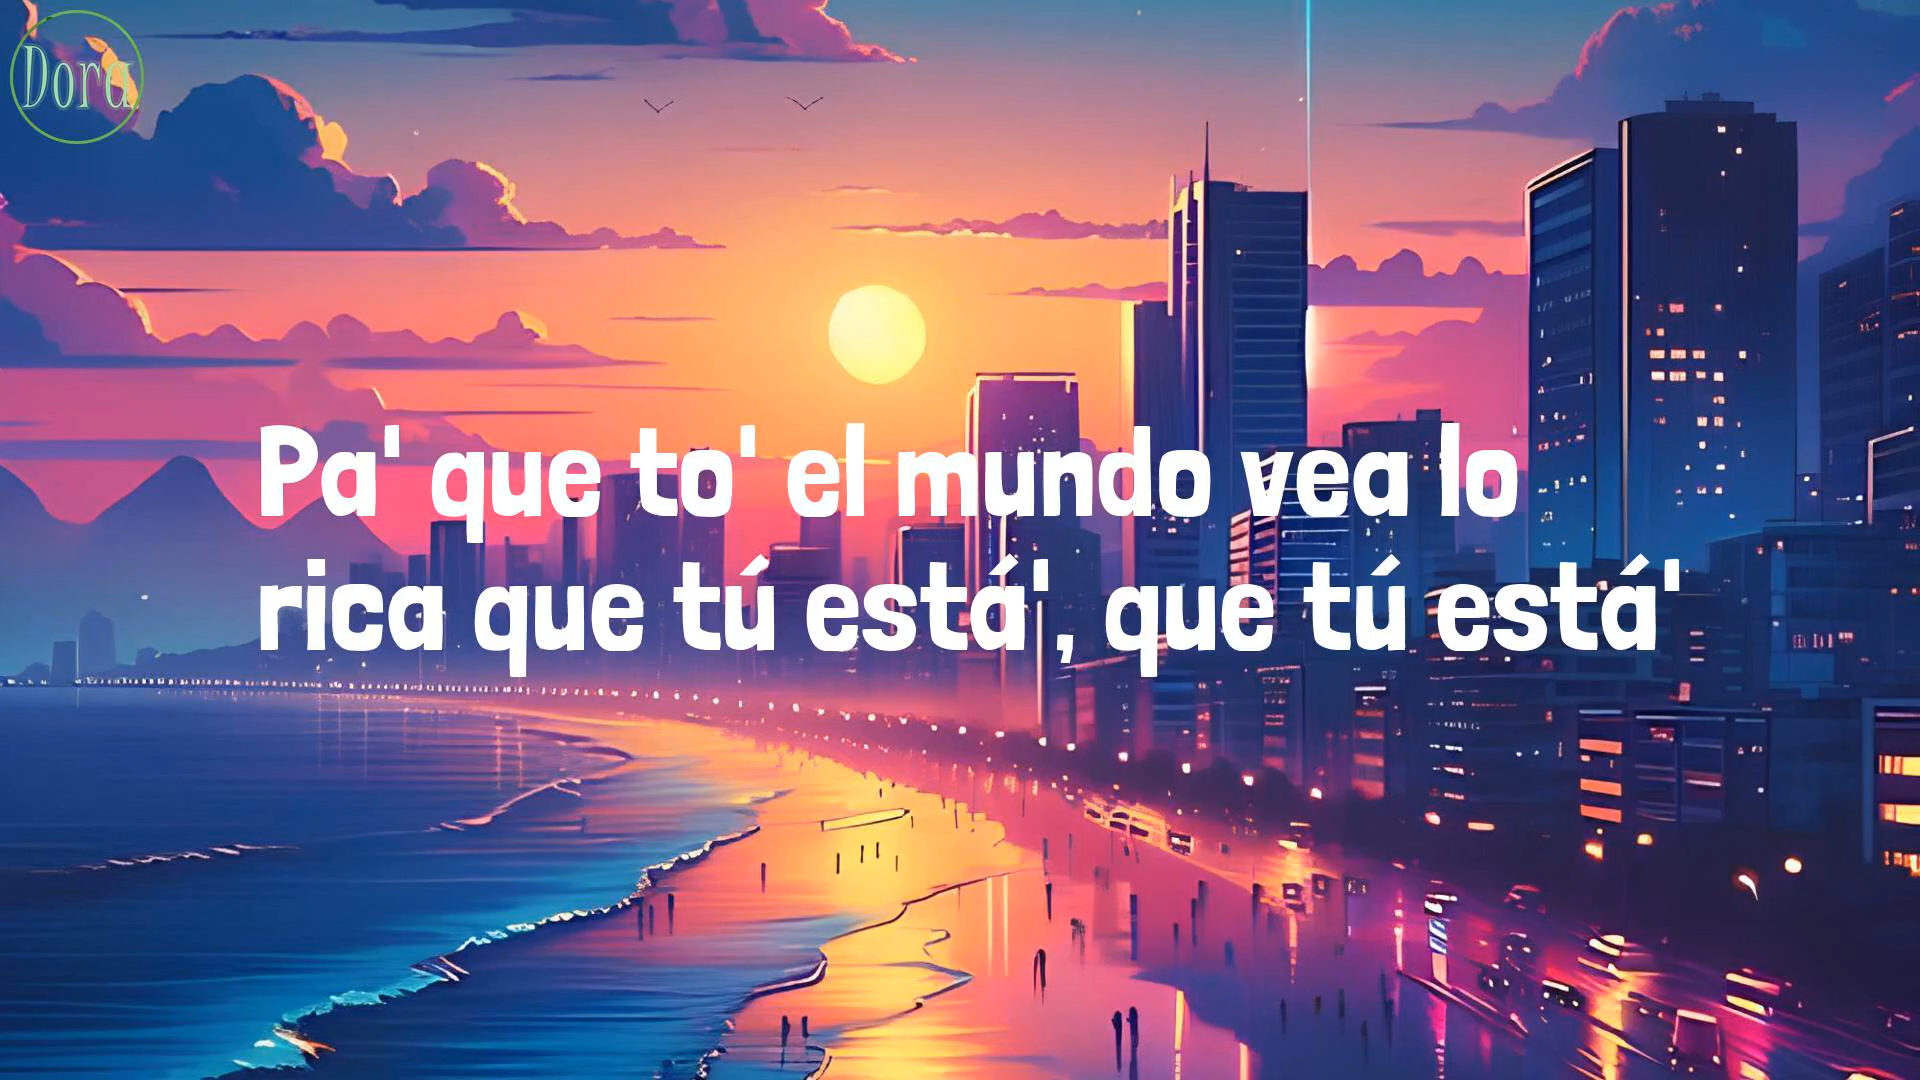 Dora
Pa' que to' el mundo vea lo
rica que tú está', que tú está'